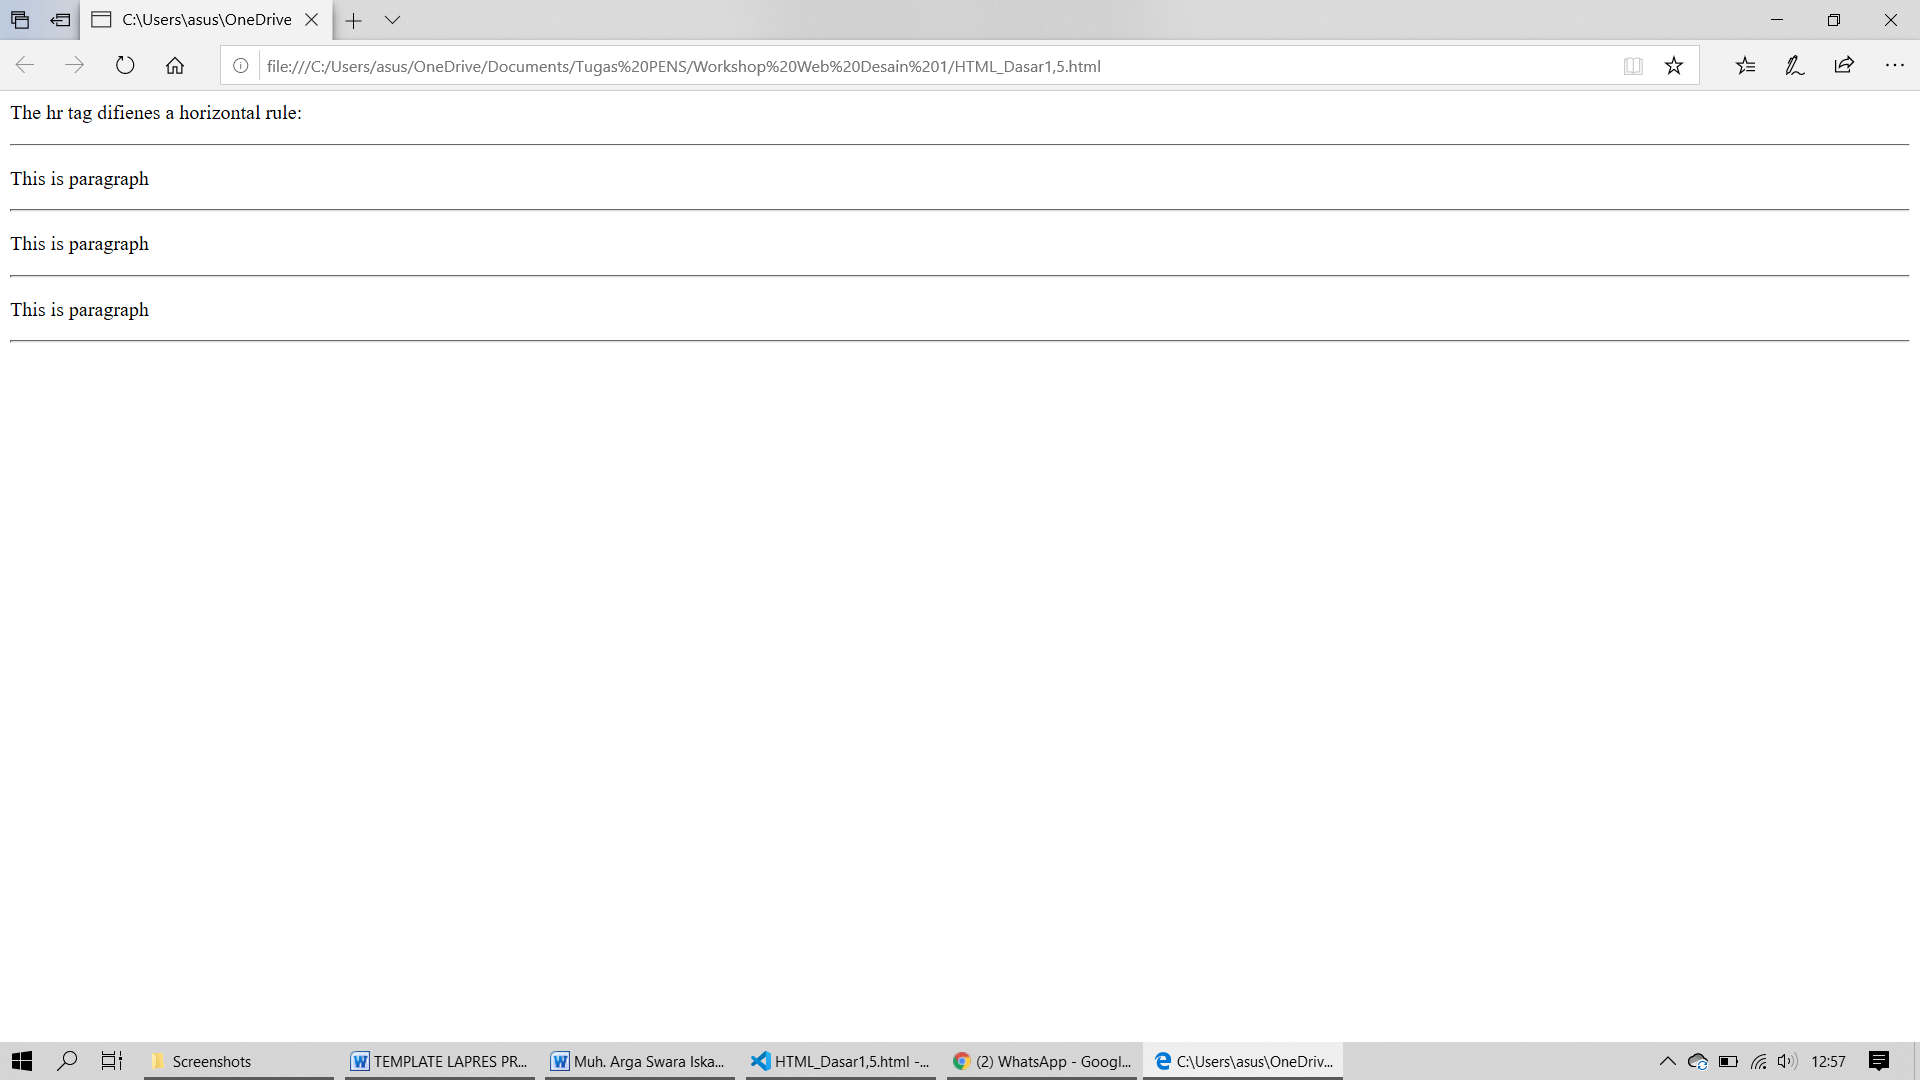 C:\Users\asus\OneDrive
file:///C:/Users/asus/OneDrive/Documents/Tugas%20PENS/Workshop%20Web%20Desain%201/HTML_Dasar1,5.html
The hr tag difienes a horizontal rule:
This is paragraph
This is paragraph
This is paragraph
Screenshots
TEMPLATE LAPRES PR...
Muh. Arga Swara Iska...
HTML_Dasar1,5.html -...
(2) WhatsApp - Googl...
C:\Users\asus\OneDriv...
12:57